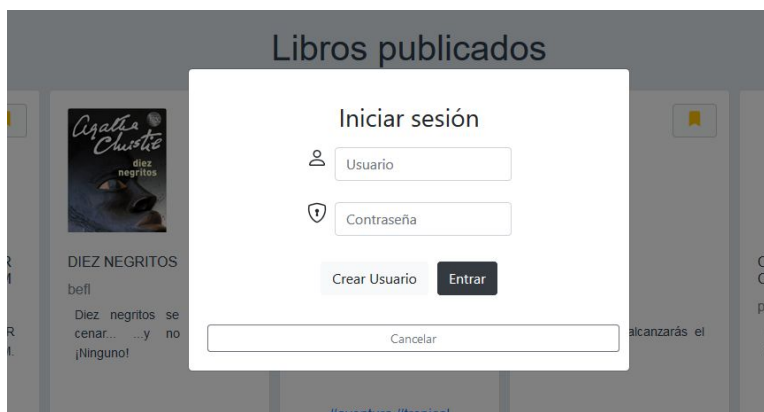 Libros publicados
Iniciar sesión
Usuario
Contraseña
Crear Usuario Entrar
Cancelar
Agatha
Christie
diez
negritos
DIEZ NEGRITOS
befl
Diez negritos se
cenar... ...y no
¡Ninguno!
alcanzarás el